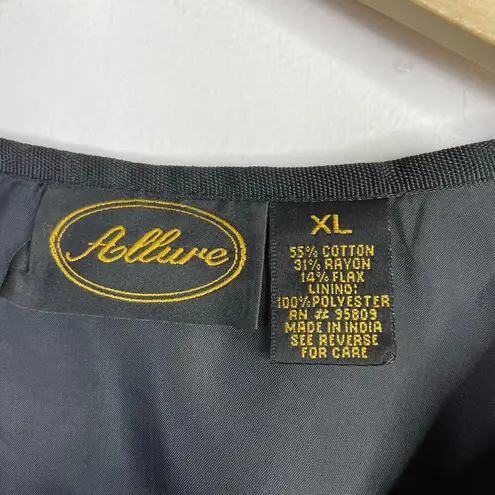 Allure
XL
55% COTTON
31% RAYON
14% FLAX
LINING:
100% POLYESTER
RN # 95809
MADE IN INDIA
SEE REVERSE
FOR CARE